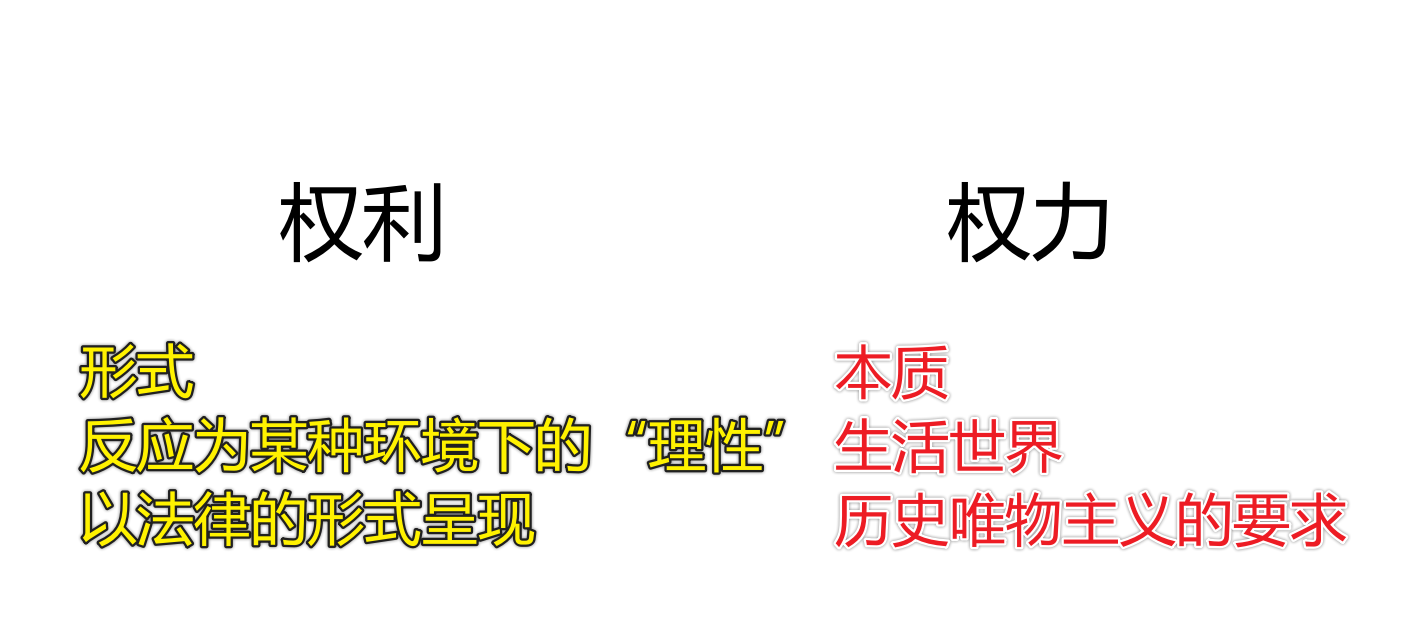 权利
权力
形式
反应为某种环境下的“理性”
以法律的形式呈现
本质
生活世界
历史唯物主义的要求